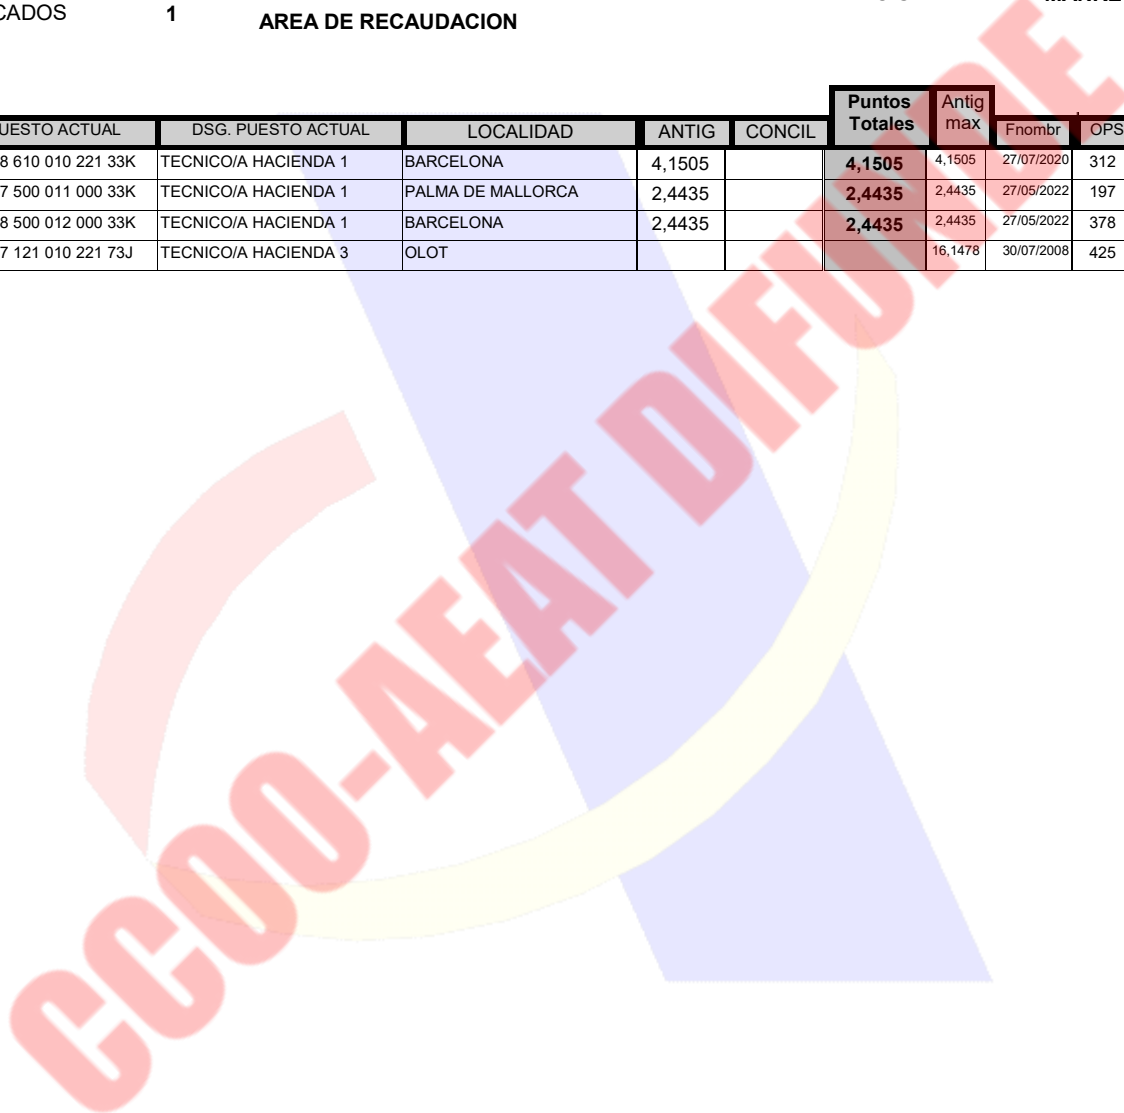 CADOS 1 AREA DE RECAUDACION
UESTO ACTUAL DSG. PUESTO ACTUAL LOCALIDAD ANTIG CONCIL Puntos Totales Antig max Fnombr OPS
8 610 010 221 33K TECNICO/A HACIENDA 1 BARCELONA 4,1505 4,1505 4,1505 27/07/2020 312
7 500 011 000 33K TECNICO/A HACIENDA 1 PALMA DE MALLORCA 2,4435 2,4435 2,4435 27/05/2022 197
8 500 012 000 33K TECNICO/A HACIENDA 1 BARCELONA 2,4435 2,4435 2,4435 27/05/2022 378
7 121 010 221 73J TECNICO/A HACIENDA 3 OLOT 16,1478 30/07/2008 425
CCOO-AEAT DIFUNDE